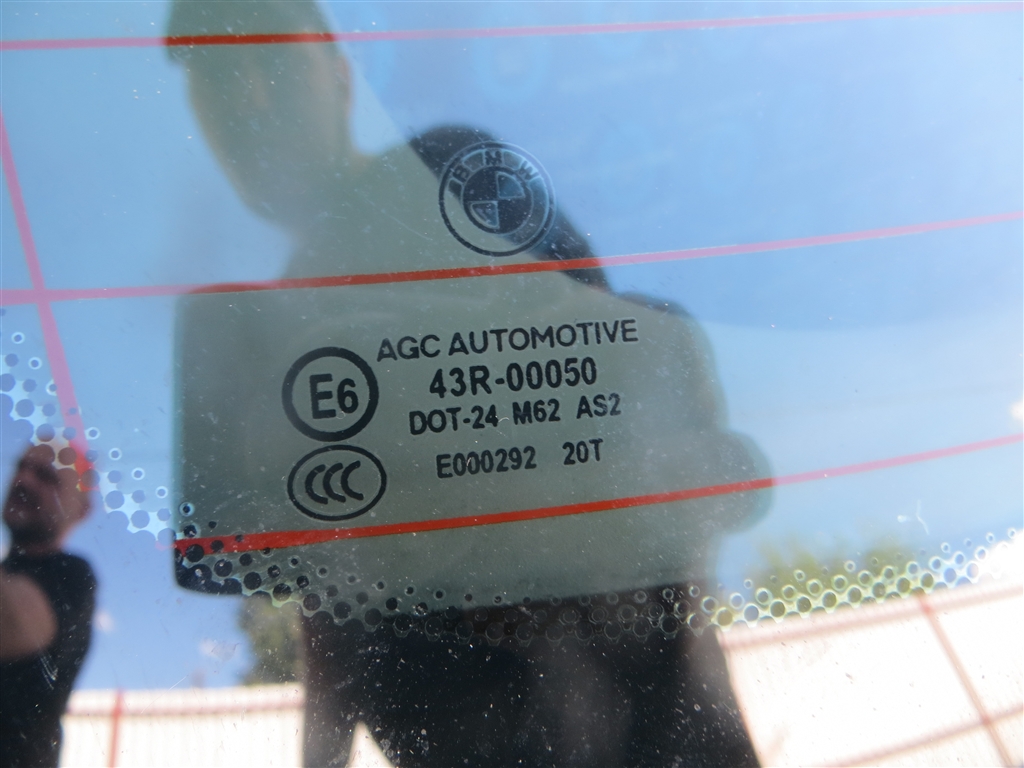 BMW
AGC AUTOMOTIVE
E6 43R-00050
DOT-24 M62 AS2
CCC E000292 20T